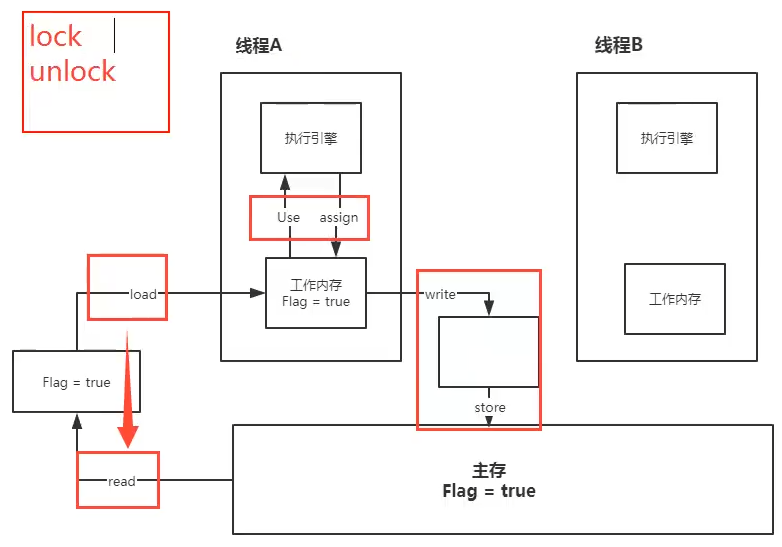 lock
unlock
线程A
线程B
执行引擎
执行引擎
Use
assign
工作内存
Flag = true
工作内存
load
write
Flag = true
store
read
主存
Flag = true